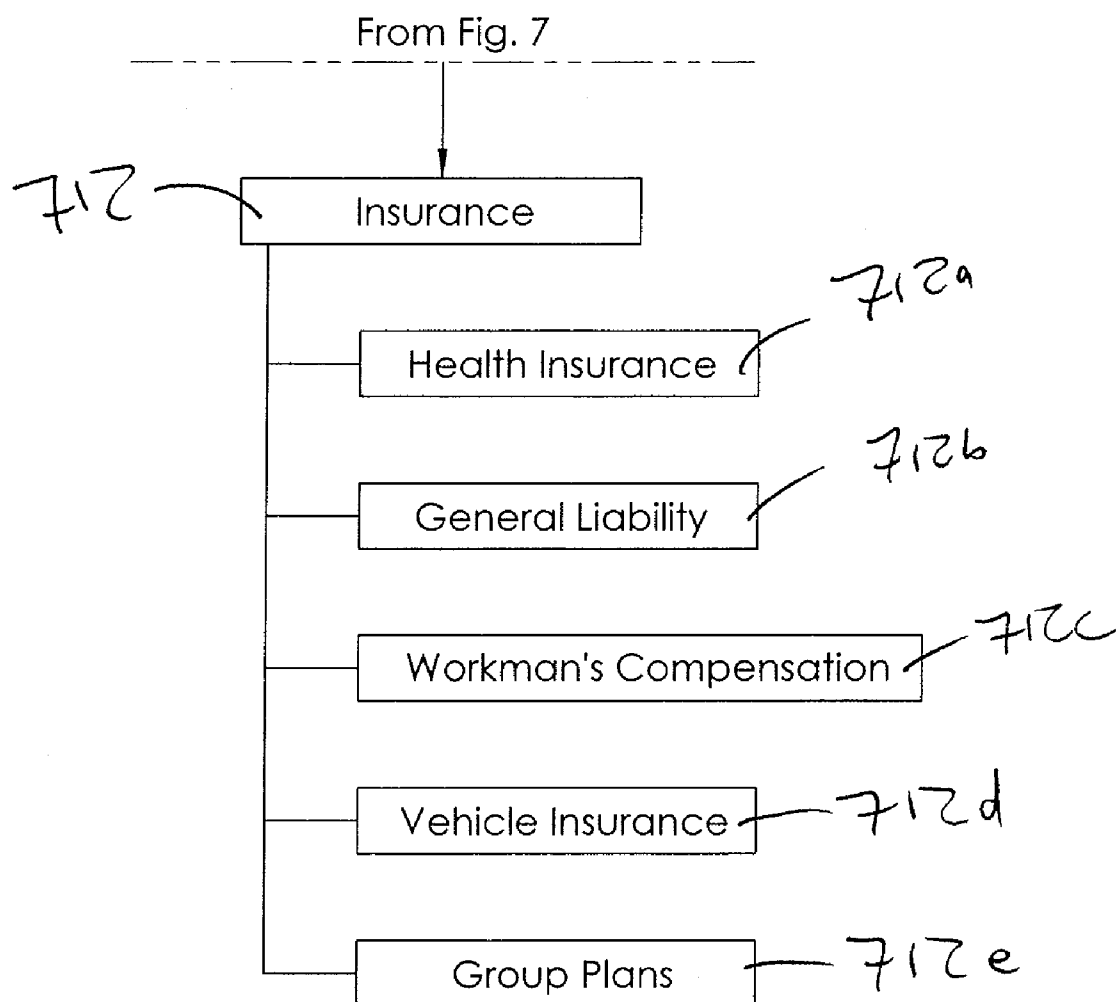 From Fig. 7
712
Insurance
712a
Health Insurance
712b
General Liability
712c
Workman's Compensation
Vehicle Insurance
712d
Group Plans
712e